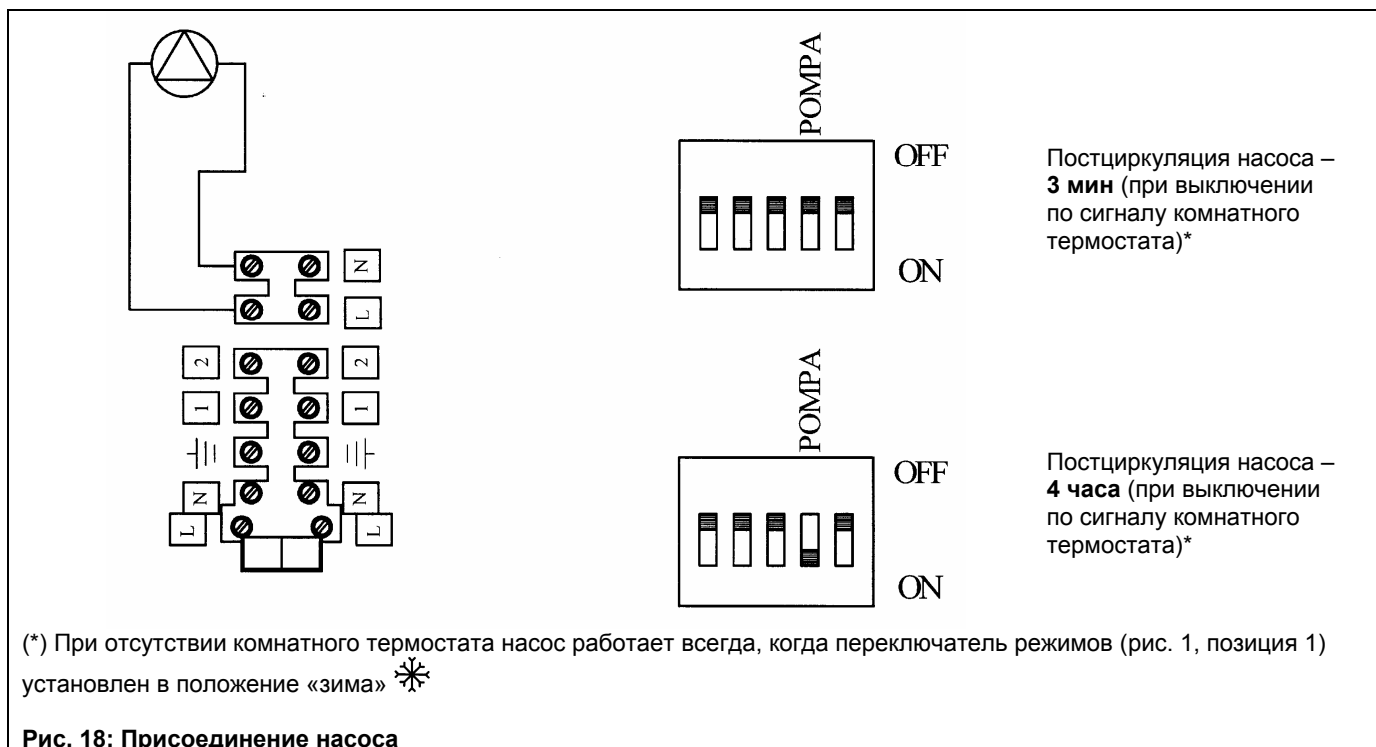 POMPA
OFF
ON
Постциркуляция насоса –
3 мин (при выключении
по сигналу комнатного
термостата)*
N
L
2 2
1 1
N N
L L
POMPA
OFF
ON
Постциркуляция насоса –
4 часа (при выключении
по сигналу комнатного
термостата)*
(*) При отсутствии комнатного термостата насос работает всегда, когда переключатель режимов (рис. 1, позиция 1)
установлен в положение «зима»
Рис. 18: Присоединение насоса